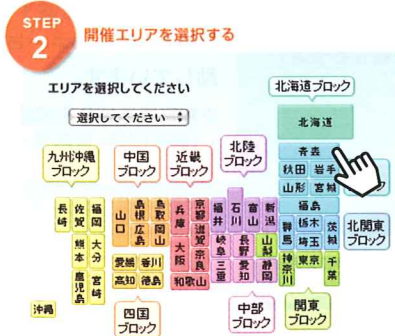 STEP
2
開催エリアを選択する
エリアを選択してください
選択してください
北海道ブロック
北海道
九州沖縄
ブロック
中国
ブロック
近畿
ブロック
北陸
ブロック
青森
秋田 岩手
山形 宮城
福島
北関東
ブロック
長崎 佐賀 福岡
熊本 大分
鹿児島 宮崎
沖縄
山口 島根 鳥取
広島 岡山
愛媛 香川
高知 徳島
兵庫 京都 滋賀
大阪 奈良
和歌山
福井 石川 富山 新潟
岐阜 長野 山梨
三重 愛知 静岡
群馬 栃木 茨城
埼玉
神奈川 東京 千葉
四国
ブロック
中部
ブロック
関東
ブロック